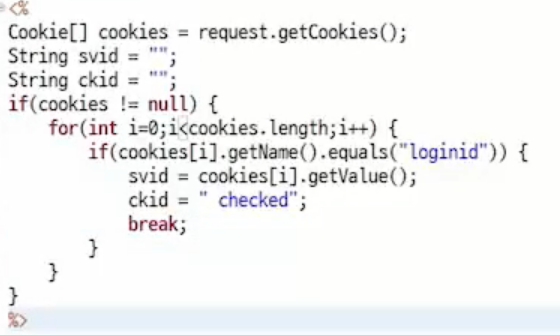 <%
Cookie[] cookies = request.getCookies();
String svid = "";
String ckid = "";
if(cookies != null) {
    for(int i=0;i<cookies.length;i++) {
        if(cookies[i].getName().equals("loginid")) {
            svid = cookies[i].getValue();
            ckid = " checked";
            break;
        }
    }
}
%>